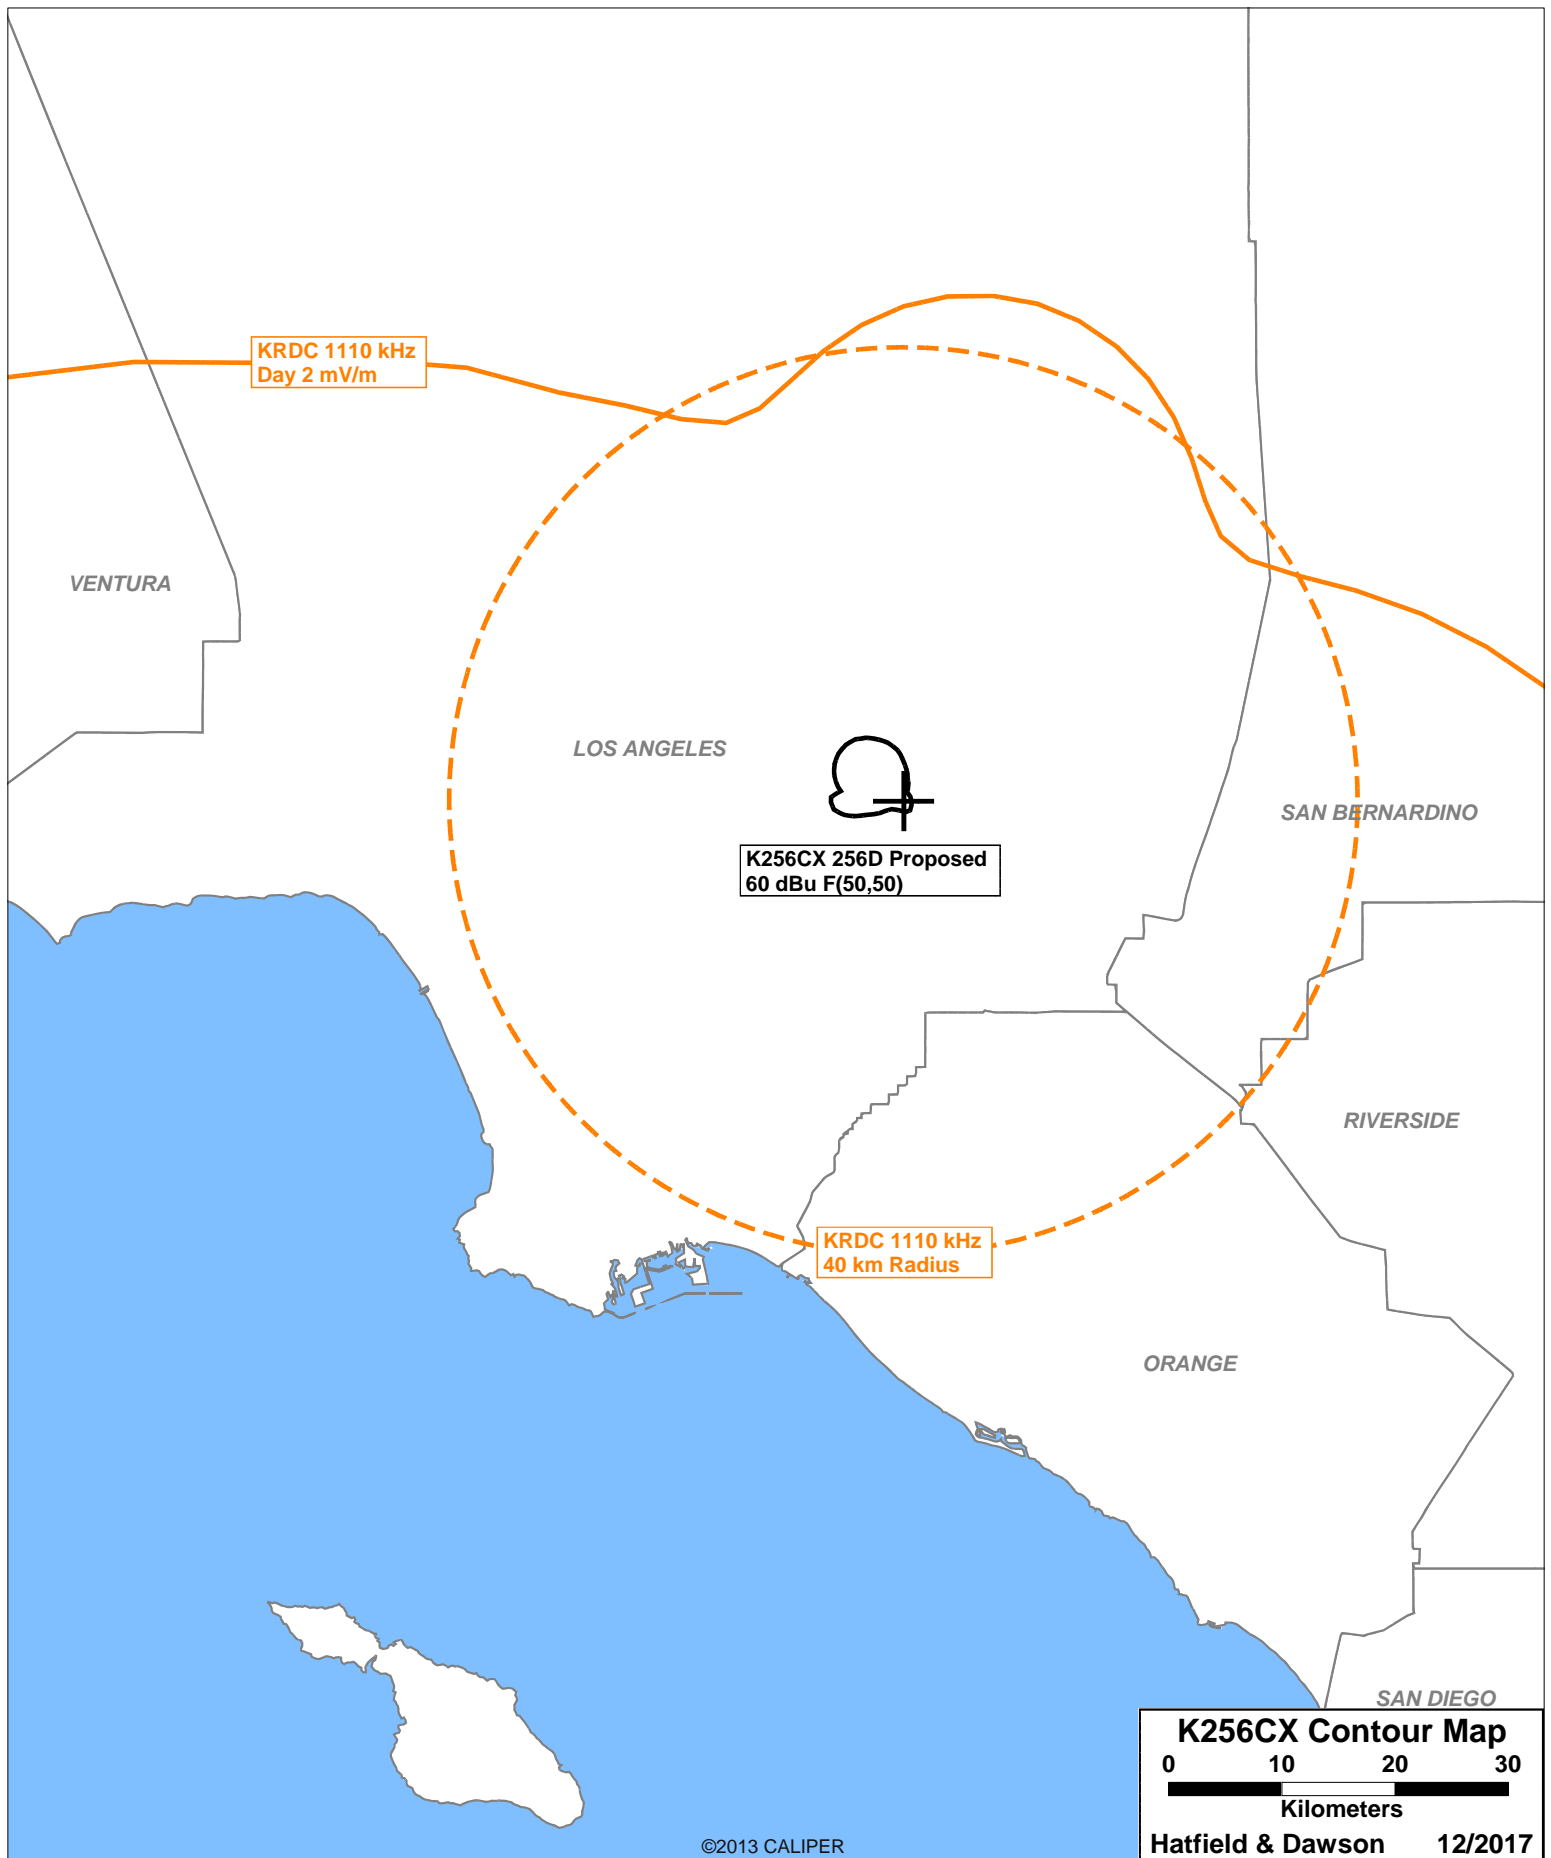 KRDC 1110 kHz
Day 2 mV/m
VENTURA
LOS ANGELES
SAN BERNARDINO
K256CX 256D Proposed
60 dBu F(50,50)
RIVERSIDE
KRDC 1110 kHz
40 km Radius
ORANGE
SAN DIEGO
K256CX Contour Map
0 10 20 30
Kilometers
Hatfield & Dawson 12/2017
©2013 CALIPER